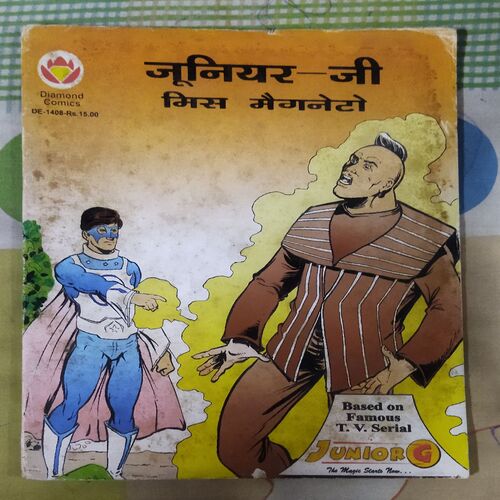 जूनियर-जी
मिस मैगनेटो
Diamond
Comics
DE-1408-Rs.15.00
Based on
Famous
T. V. Serial
JUNIOR G
The Magic Starts Now...